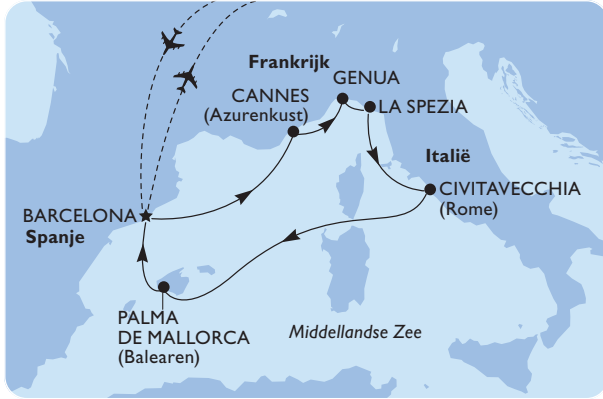 Frankrijk
GENUA
CANNES
(Azurenkust)
LA SPEZIA
Italië
CIVITAVECCHIA
(Rome)
BARCELONA
Spanje
PALMA
DE MALLORCA
(Balearen)
Middellandse Zee